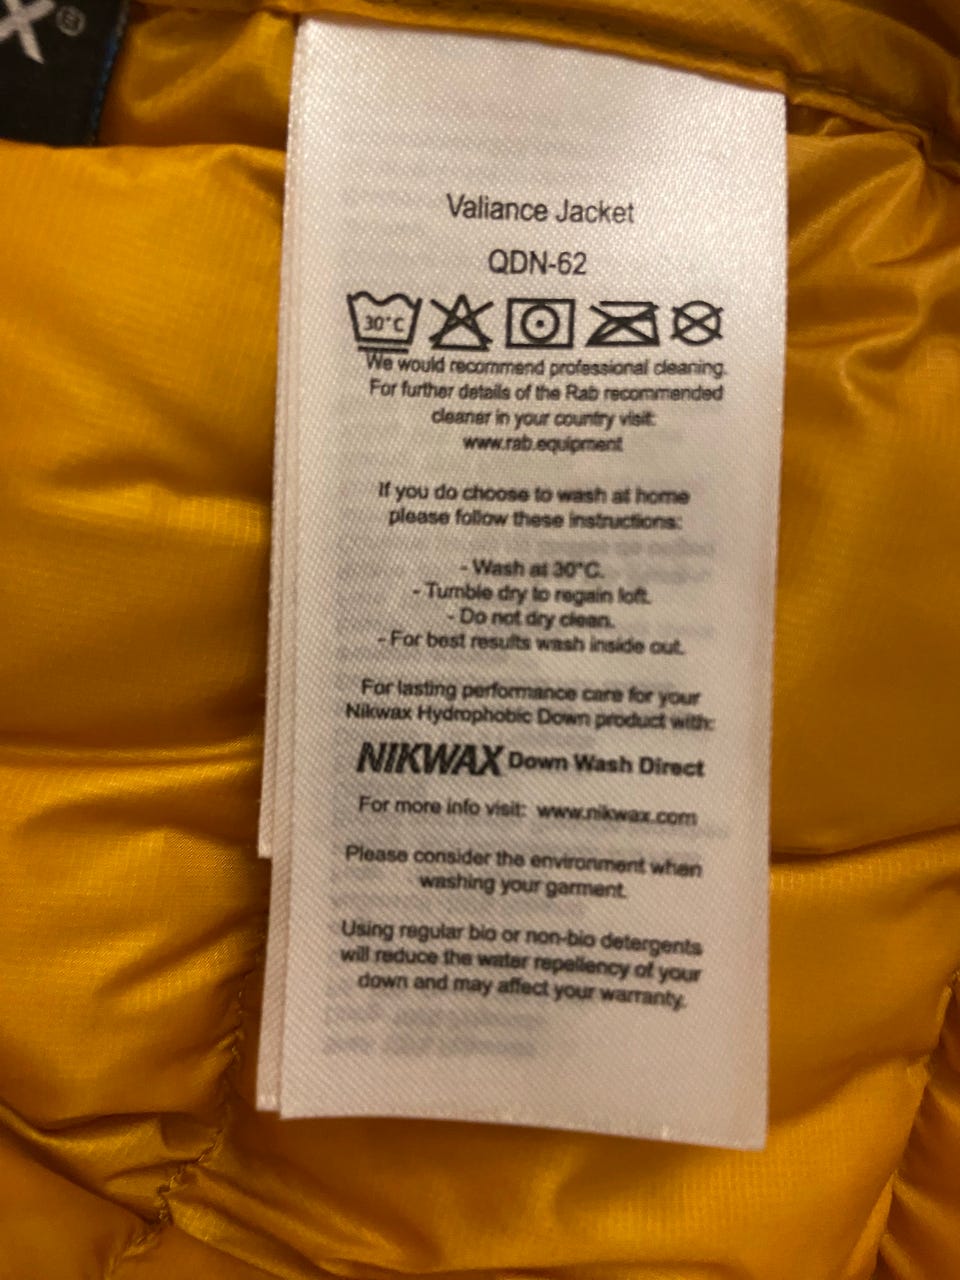 X®
Valiance Jacket
QDN-62
30°C
We would recommend professional cleaning.
For further details of the Rab recommended
cleaner in your country visit:
www.rab.equipment
If you do choose to wash at home
please follow these instructions:
- Wash at 30°C.
- Tumble dry to regain loft.
- Do not dry clean.
- For best results wash inside out.
For lasting performance care for your
Nikwax Hydrophobic Down product with:
NIKWAX Down Wash Direct
For more info visit: www.nikwax.com
Please consider the environment when
washing your garment.
Using regular bio or non-bio detergents
will reduce the water repellency of your
down and may affect your warranty.